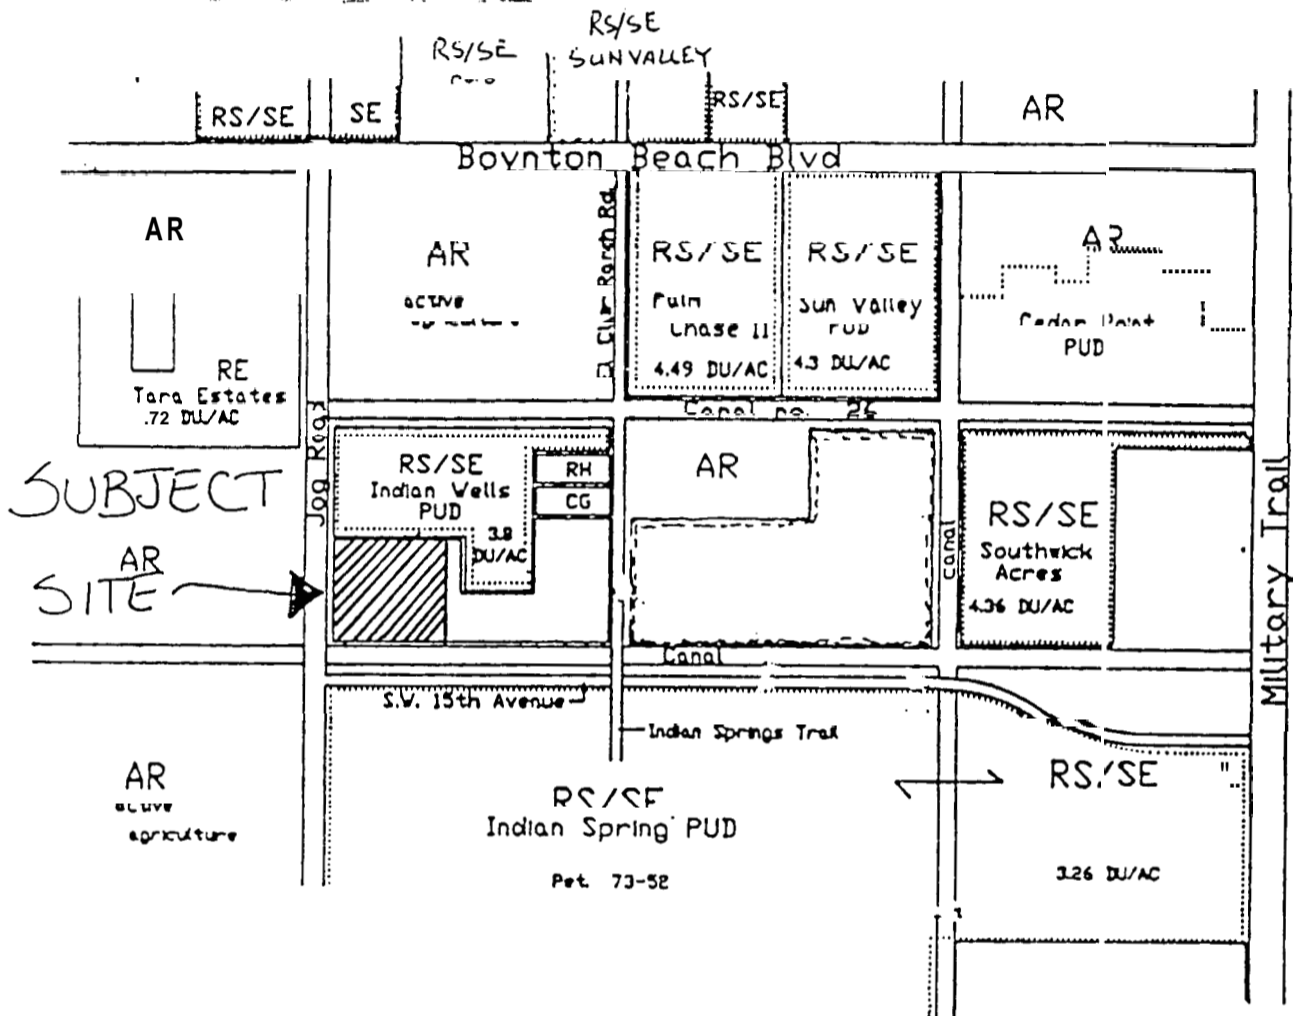 RS/SE
RS/SE
SUNVALLEY
RS/SE
SE
RS/SE
AR
Boynton Beach Blvd
AR
AR
active
RS/SE
Palm
Chase II
4.49 DU/AC
RS/SE
Sun Valley
PUD
4.3 DU/AC
AR
Cedar Point
PUD
RE
Tara Estates
.72 DU/AC
Canal no. 26
Jog Road
SUBJECT
AR
SITE
RS/SE
Indian Wells
PUD
3.8
DU/AC
RH
CG
AR
Canal
RS/SE
Southwick
Acres
4.36 DU/AC
Military Trail
Canal
S.W. 15th Avenue
Indian Springs Trail
AR
active
agriculture
RS/SE
Indian Spring PUD
Pet. 73-52
RS/SE
3.26 DU/AC